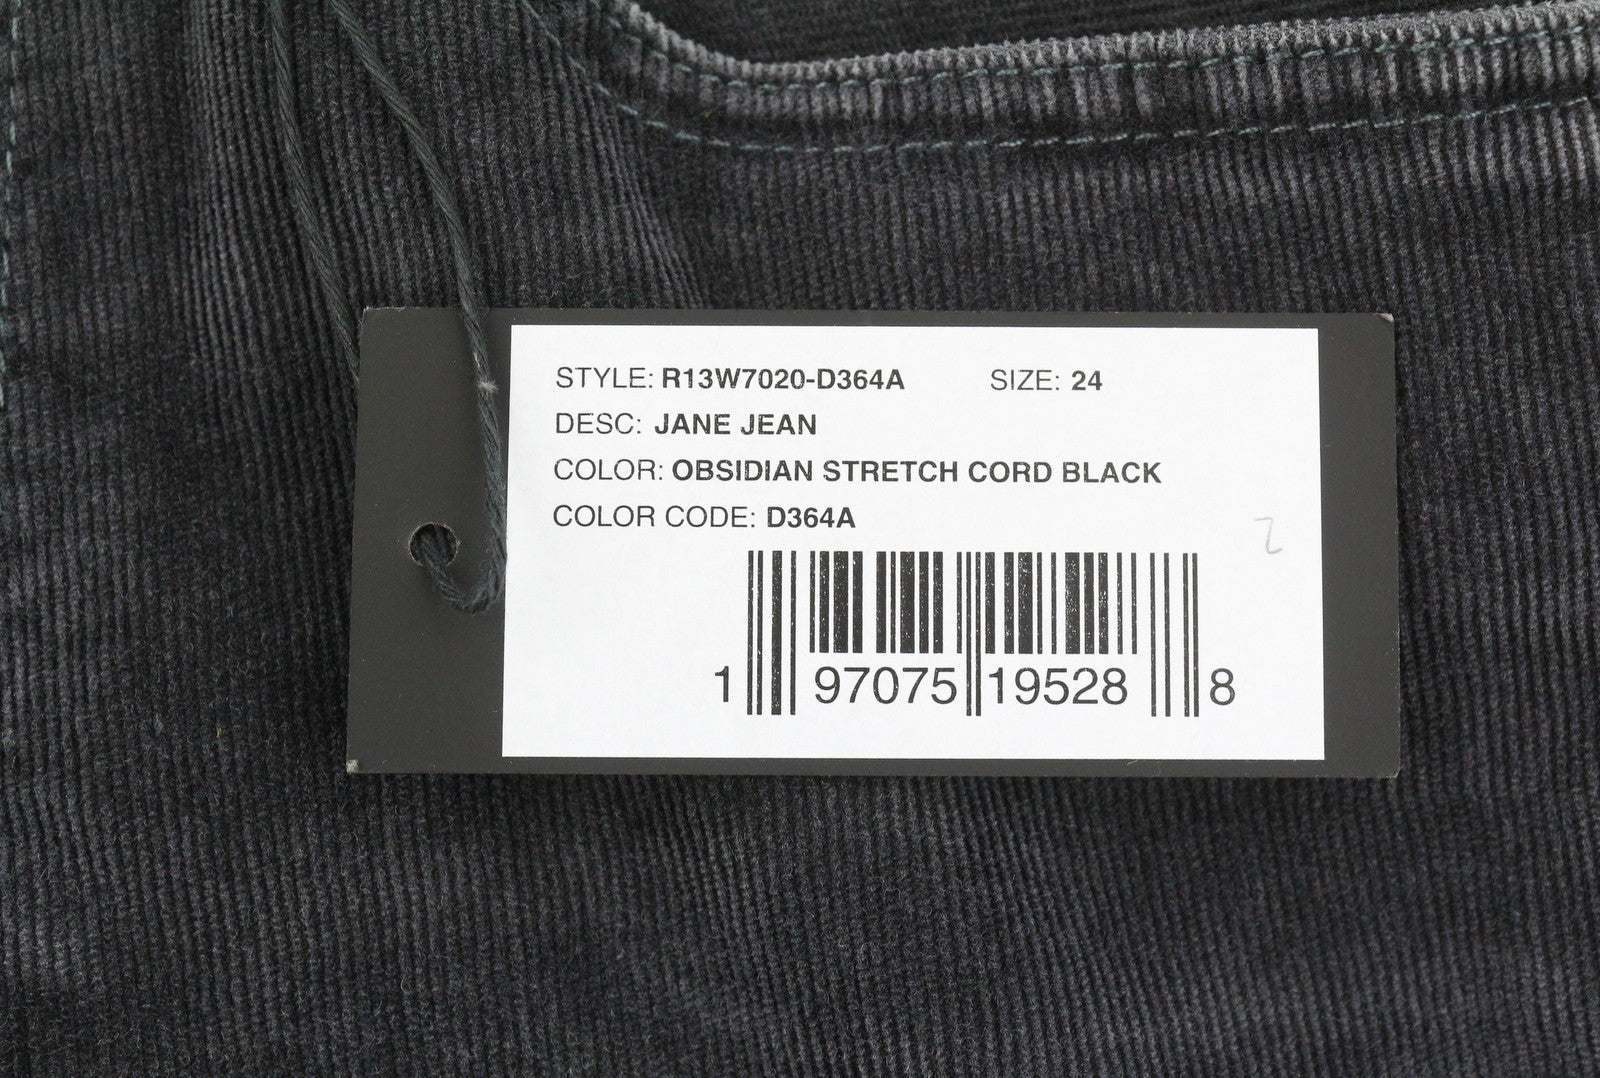 STYLE: R13W7020-D364A SIZE: 24
DESC: JANE JEAN
COLOR: OBSIDIAN STRETCH CORD BLACK
COLOR CODE: D364A
2
1 97075 19528 8